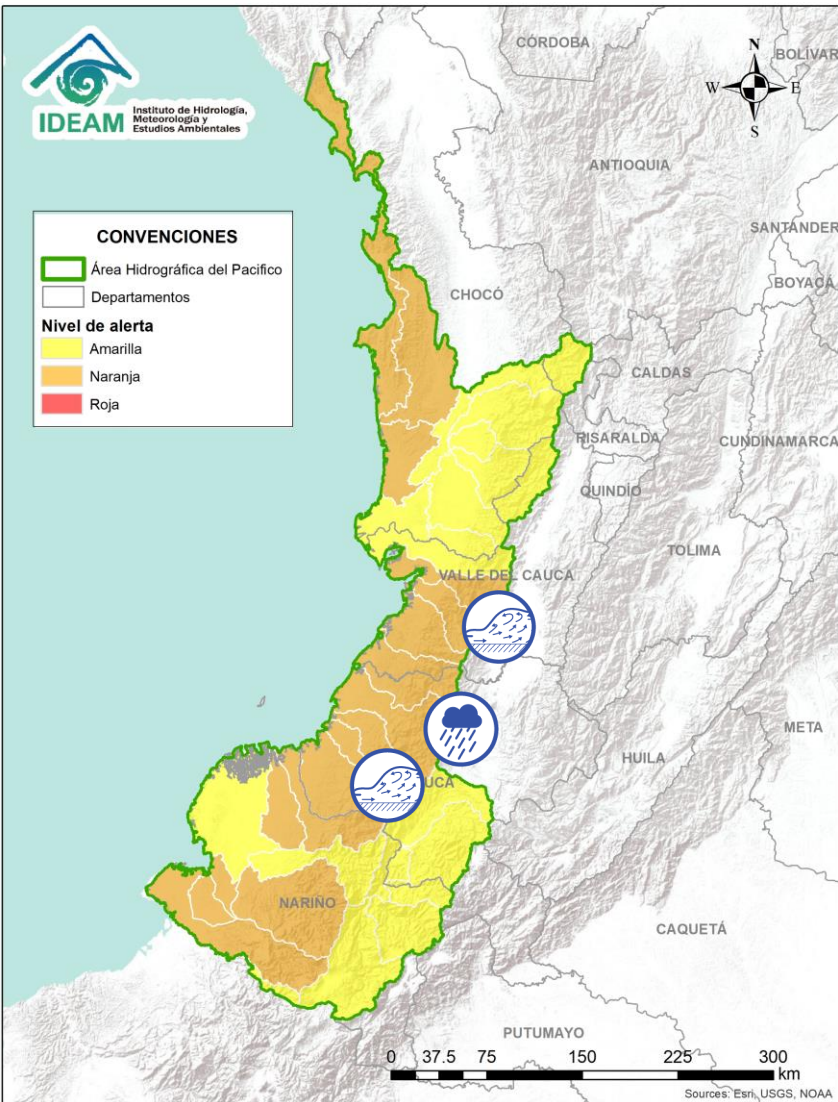 IDEAM
Instituto de Hidrología,
Meteorología y
Estudios Ambientales
CÓRDOBA
BOLÍVAR
N
W
E
S
ANTIOQUIA
SANTANDER
BOYACÁ
CONVENCIONES
Área Hidrográfica del Pacifico
Departamentos
Nivel de alerta
Amarilla
Naranja
Roja
CHOCÓ
CALDAS
RISARALDA
CUNDINAMARCA
QUINDÍO
TOLIMA
VALLE DEL CAUCA
META
HUILA
UCA
NARIÑO
CAQUETÁ
PUTUMAYO
0 37.5 75 150 225 300
km
Sources: Esri, USGS, NOAA